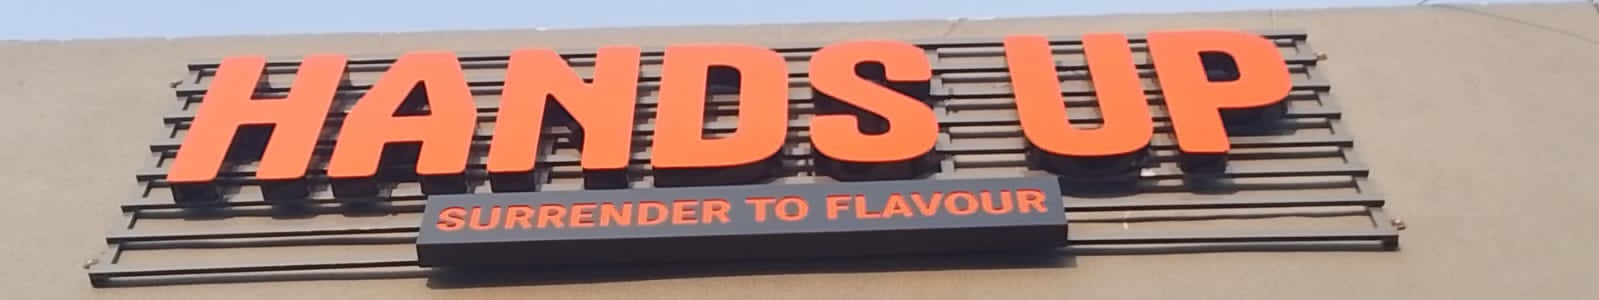 HANDS UP
SURRENDER TO FLAVOUR